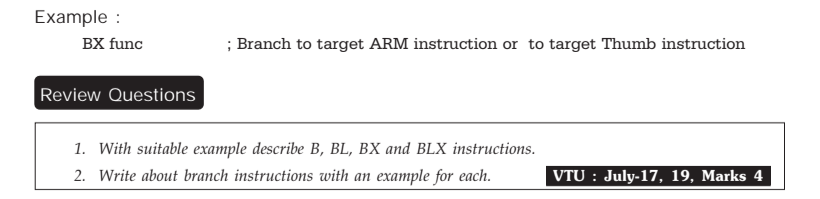 Example :
BX func ; Branch to target ARM instruction or to target Thumb instruction
Review Questions
1. With suitable example describe B, BL, BX and BLX instructions.
2. Write about branch instructions with an example for each. VTU : July-17, 19, Marks 4